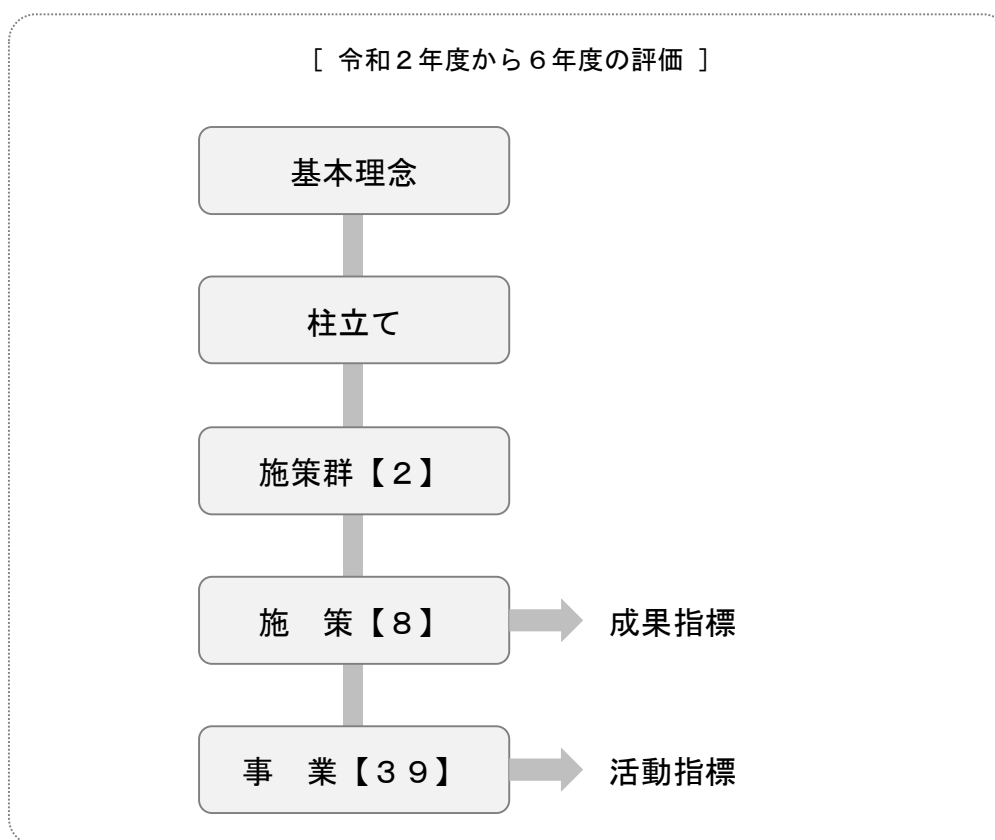 ［ 令和２年度から６年度の評価 ］
基本理念
柱立て
施策群【２】
施　策【８】
成果指標
事　業【３９】
活動指標